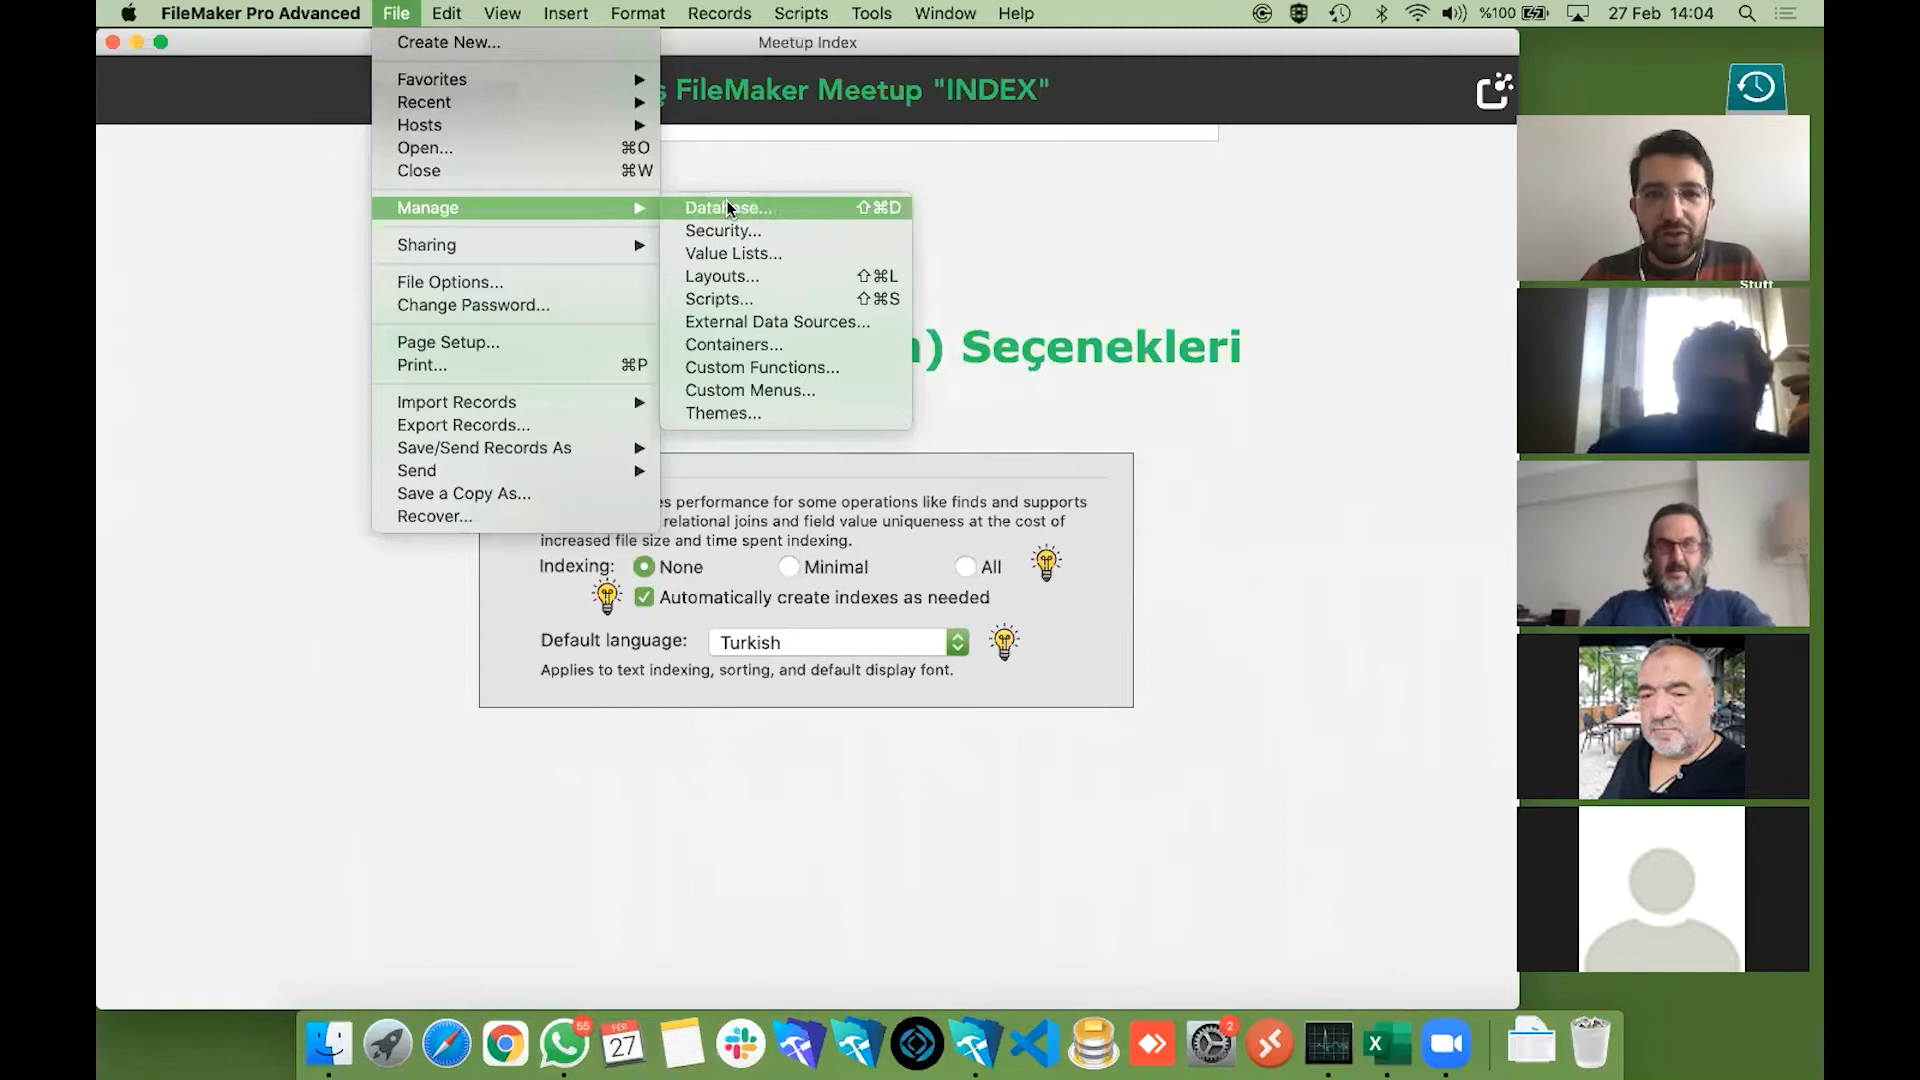 FileMaker Pro Advanced File Edit View Insert Format Records Scripts Tools Window Help %100 27 Feb 14:04
Meetup Index
ş FileMaker Meetup "INDEX"
Create New...
Favorites
Recent
Hosts
Open... ⌘O
Close ⌘W
Manage
Sharing
File Options...
Change Password...
Page Setup...
Print... ⌘P
Import Records
Export Records...
Save/Send Records As
Send
Save a Copy As...
Recover...
Database... ⇧⌘D
Security...
Value Lists...
Layouts... ⇧⌘L
Scripts... ⇧⌘S
External Data Sources...
Containers...
Custom Functions...
Custom Menus...
Themes...
Stuff
) Seçenekleri
es performance for some operations like finds and supports
relational joins and field value uniqueness at the cost of
increased file size and time spent indexing.
Indexing: None Minimal All
Automatically create indexes as needed
Default language: Turkish
Applies to text indexing, sorting, and default display font.
55
FEB
27
2
X